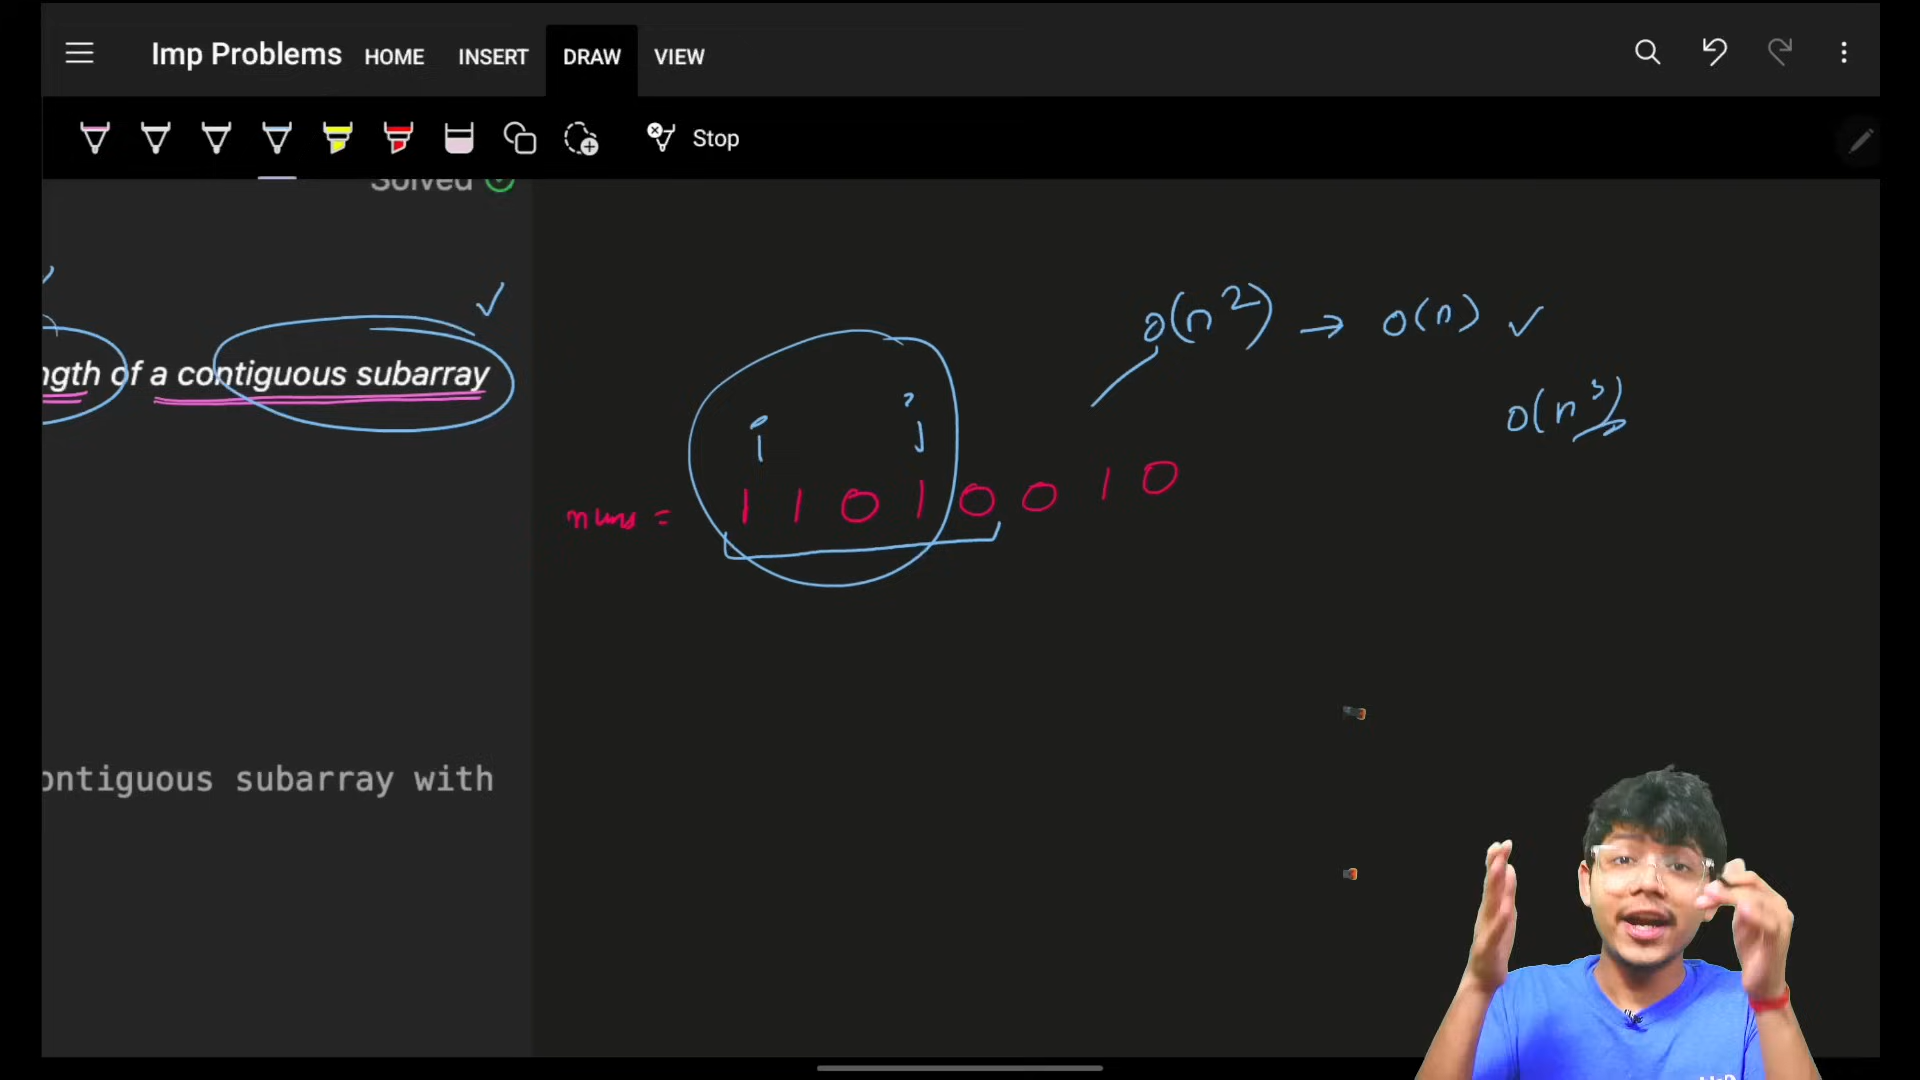 Imp Problems HOME INSERT DRAW VIEW
Stop
Solved
ngth of a contiguous subarray
O(n²) → O(n) ✓
O(n³)
i j
nums = 1 1 0 1 0 0 1 0
ontiguous subarray with